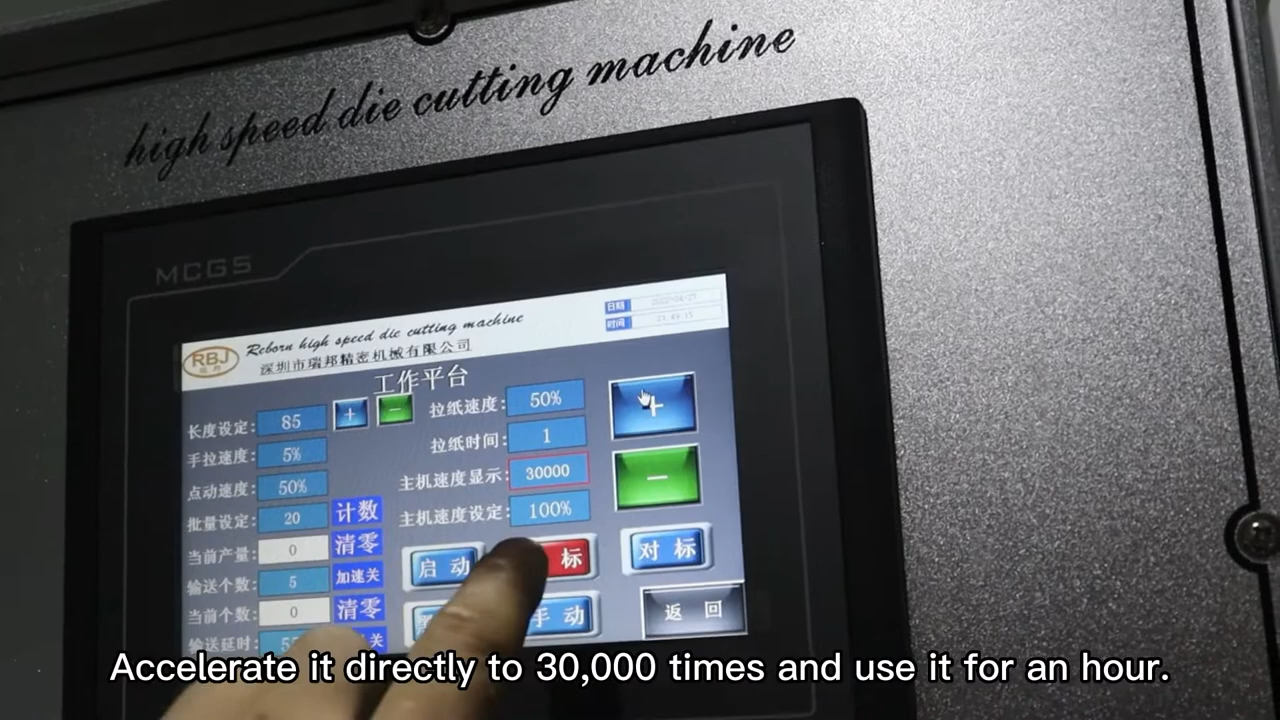 high speed die cutting machine
MCGS
RBJ
Reborn high speed die cutting machine
深圳市瑞邦精密机械有限公司
日期
时间
工作平台
长度设定: 85 + −
手拉速度: 5%
点动速度: 50%
批量设定: 20 计数
当前产量: 0 清零
输送个数: 5 加速关
当前个数: 0 清零
输送延时: 关
拉纸速度: 50% +
拉纸时间: 1
主机速度显示: 30000 −
主机速度设定: 100%
启动 标 对标
手动 返回
Accelerate it directly to 30,000 times and use it for an hour.